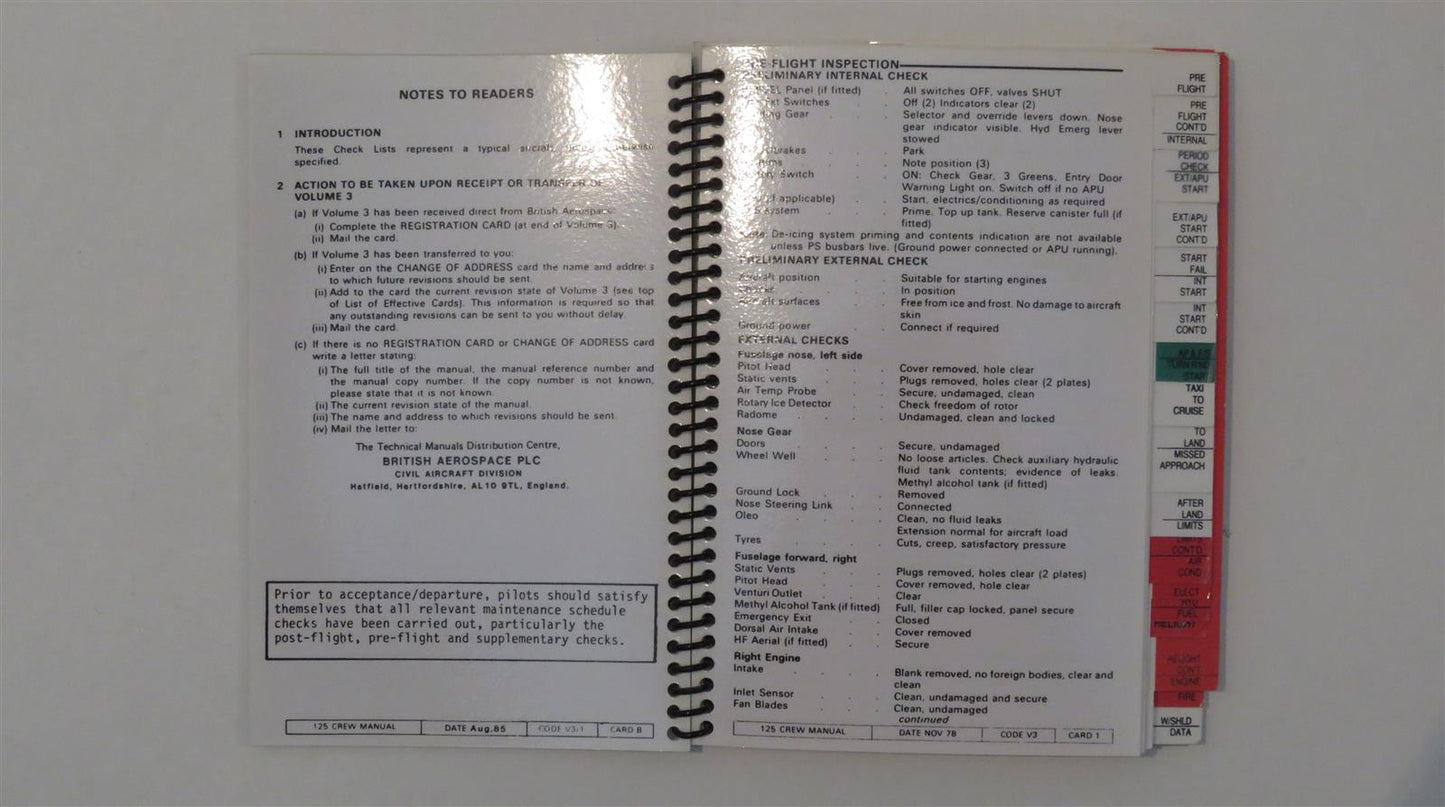 NOTES TO READERS
1 INTRODUCTION
These Check Lists represent a typical
specified.
2 ACTION TO BE TAKEN UPON RECEIPT OR TRANSFER OF
VOLUME 3
(a) If Volume 3 has been received direct from British Aerospace:
(i) Complete the REGISTRATION CARD (at end of Volume 3).
(ii) Mail the card.
(b) If Volume 3 has been transferred to you:
(i) Enter on the CHANGE OF ADDRESS card the name and address
to which future revisions should be sent.
(ii) Add to the card the current revision state of Volume 3 (see top
of List of Effective Cards). This information is required so that
any outstanding revisions can be sent to you without delay.
(iii) Mail the card.
(c) If there is no REGISTRATION CARD or CHANGE OF ADDRESS card
write a letter stating:
(i) The full title of the manual, the manual reference number and
the manual copy number. If the copy number is not known,
please state that it is not known.
(ii) The current revision state of the manual.
(iii) The name and address to which revisions should be sent.
(iv) Mail the letter to:
The Technical Manuals Distribution Centre,
BRITISH AEROSPACE PLC
CIVIL AIRCRAFT DIVISION
Hatfield, Hertfordshire, AL10 9TL, England.
Prior to acceptance/departure, pilots should satisfy
themselves that all relevant maintenance schedule
checks have been carried out, particularly the
post-flight, pre-flight and supplementary checks.
125 CREW MANUAL DATE Aug.85 CODE V3/1 CARD B
FLIGHT INSPECTION
PRELIMINARY INTERNAL CHECK
Panel (if fitted) . All switches OFF, valves SHUT
Switches . . Off (2) Indicators clear (2)
Gear . . . Selector and override levers down. Nose
gear indicator visible. Hyd Emerg lever
stowed
. . Park
. . . Note position (3)
Switch . . ON: Check Gear, 3 Greens, Entry Door
Warning Light on. Switch off if no APU
applicable) . Start, electrics/conditioning as required
system . . Prime. Top up tank. Reserve canister full (if
fitted)
Note: De-icing system priming and contents indication are not available
unless PS busbars live. (Ground power connected or APU running).
PRELIMINARY EXTERNAL CHECK
Aircraft position . . Suitable for starting engines
. . . In position
Aircraft surfaces . . Free from ice and frost. No damage to aircraft
skin
Ground power . . Connect if required
EXTERNAL CHECKS
Fuselage nose, left side
Pitot Head . . . Cover removed, hole clear
Static vents . . . Plugs removed, holes clear (2 plates)
Air Temp Probe . . Secure, undamaged, clean
Rotary Ice Detector . . Check freedom of rotor
Radome . . . Undamaged, clean and locked
Nose Gear
Doors . . . Secure, undamaged
Wheel Well . . . No loose articles. Check auxiliary hydraulic
fluid tank contents; evidence of leaks.
Methyl alcohol tank (if fitted)
Ground Lock . . . Removed
Nose Steering Link . . Connected
Oleo . . . Clean, no fluid leaks
Extension normal for aircraft load
Tyres . . . Cuts, creep, satisfactory pressure
Fuselage forward, right
Static Vents . . . Plugs removed, holes clear (2 plates)
Pitot Head . . . Cover removed, hole clear
Venturi Outlet . . Clear
Methyl Alcohol Tank (if fitted) Full, filler cap locked, panel secure
Emergency Exit . . Closed
Dorsal Air Intake . . Cover removed
HF Aerial (if fitted) . . Secure
Right Engine
Intake . . . Blank removed, no foreign bodies, clear and
clean
Inlet Sensor . . . Clean, undamaged and secure
Fan Blades . . . Clean, undamaged
continued
125 CREW MANUAL DATE NOV 78 CODE V3 CARD 1
PRE
FLIGHT
PRE
FLIGHT
CONT'D
INTERNAL
PERIOD
CHECK
EXT/APU
START
EXT/APU
START
CONT'D
START
FAIL
INT
START
INT
START
CONT'D
TURN RND
START
TAXI
TO
CRUISE
TO
LAND
MISSED
APPROACH
AFTER
LAND
LIMITS
LIMITS
CONT'D
AIR
COND
ELECT
HYD
FUEL
RELIGHT
RELIGHT
CONT
ENGINE
FIRE
W/SHLD
DATA